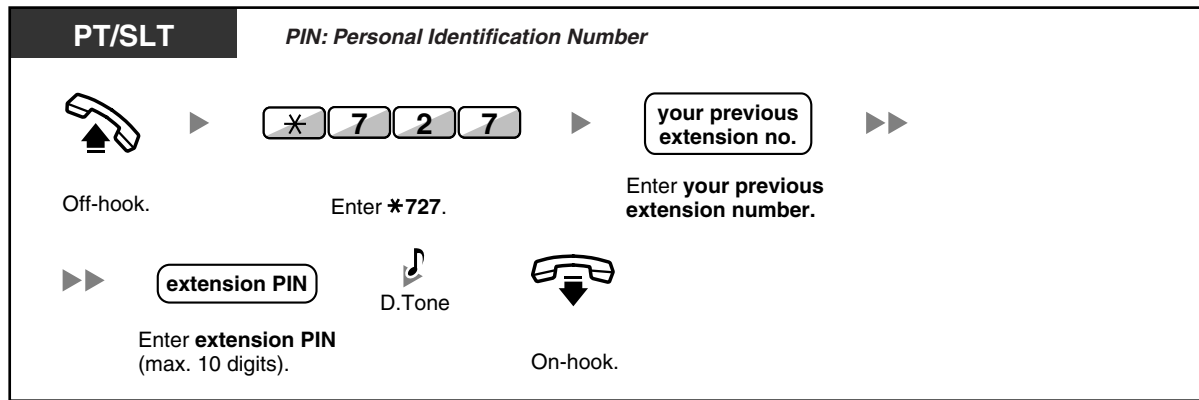 PT/SLT
PIN: Personal Identification Number
* 7 2 7
your previous
extension no.
Off-hook.
Enter *727.
Enter your previous
extension number.
extension PIN
D.Tone
Enter extension PIN
(max. 10 digits).
On-hook.